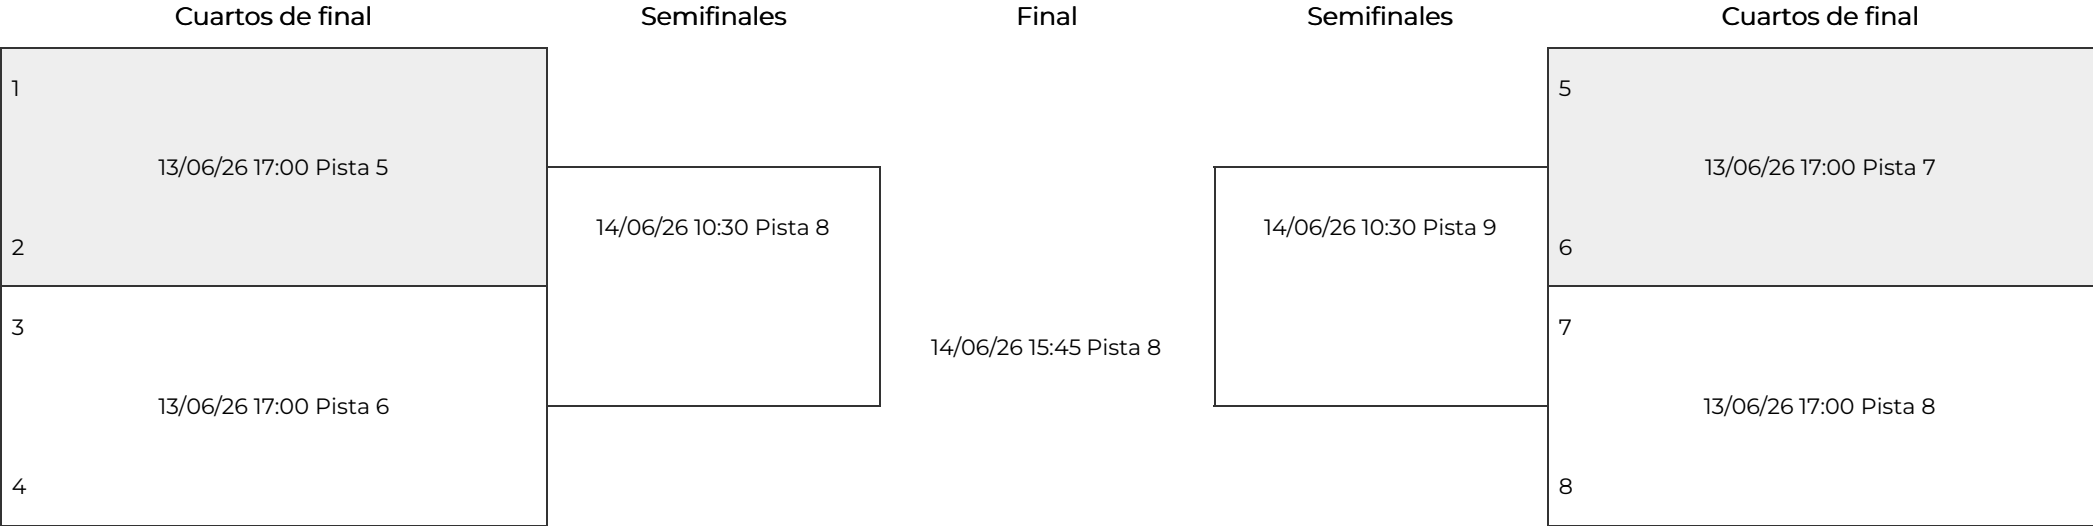 Cuartos de final
Semifinales
Final
Semifinales
Cuartos de final
1
13/06/26 17:00 Pista 5
2
3
13/06/26 17:00 Pista 6
4
14/06/26 10:30 Pista 8
14/06/26 15:45 Pista 8
14/06/26 10:30 Pista 9
5
13/06/26 17:00 Pista 7
6
7
13/06/26 17:00 Pista 8
8